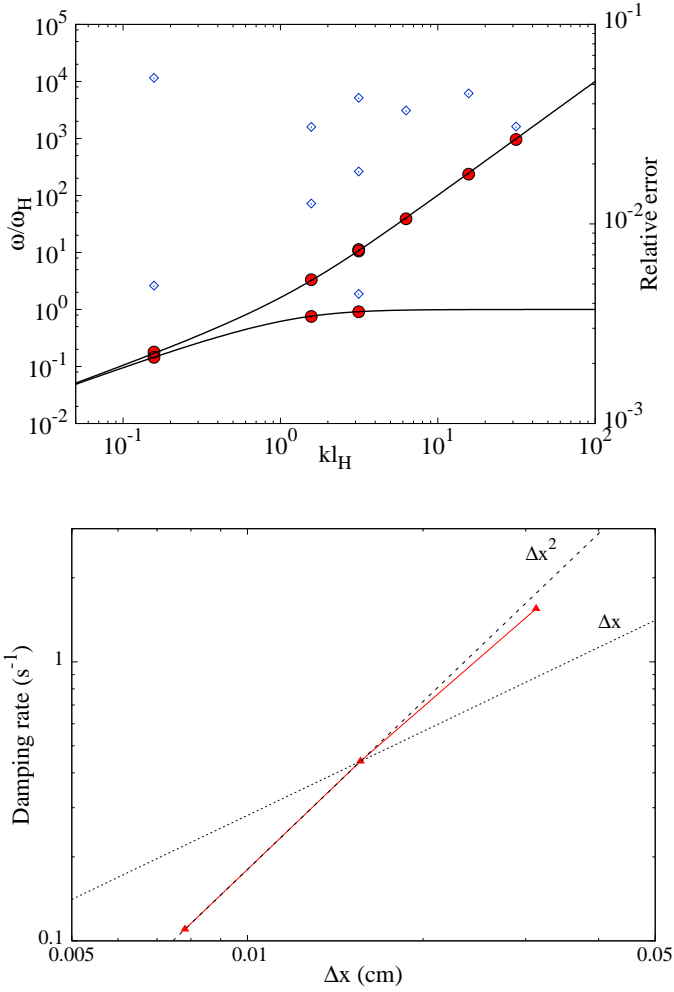 10^5
10^4
10^3
10^2
10^1
10^0
10^-1
10^-2
ω/ω_H
10^-1
10^-2
10^-3
Relative error
10^-1
10^0
10^1
10^2
kl_H
Δx^2
Δx
1
0.1
Damping rate (s^-1)
0.005
0.01
0.05
Δx (cm)